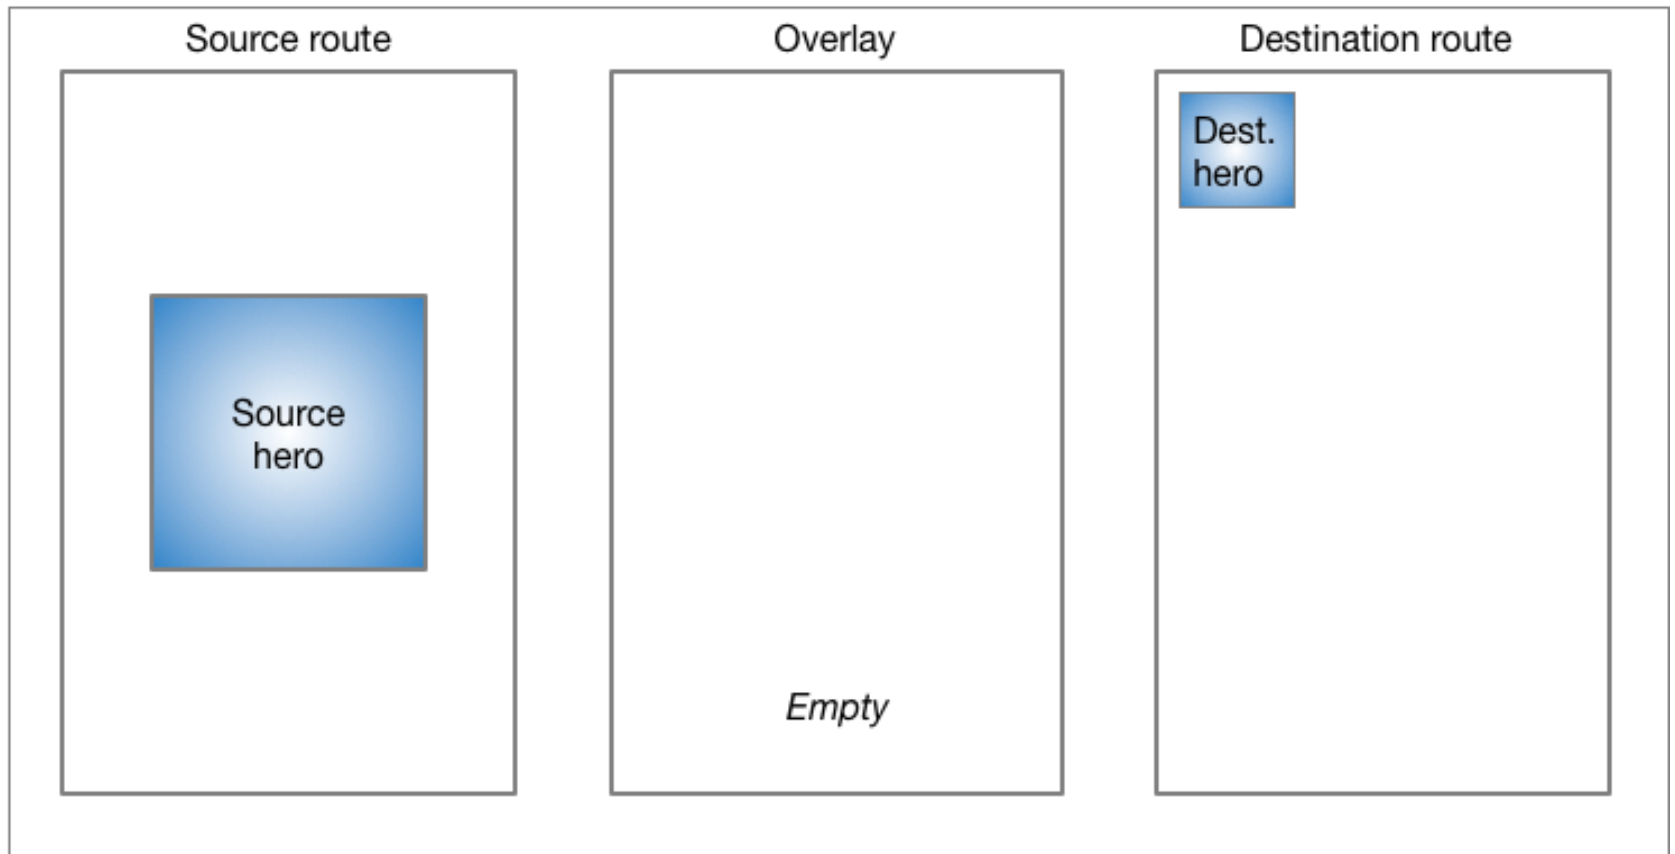 Source route
Overlay
Destination route
Dest.
hero
Source
hero
Empty